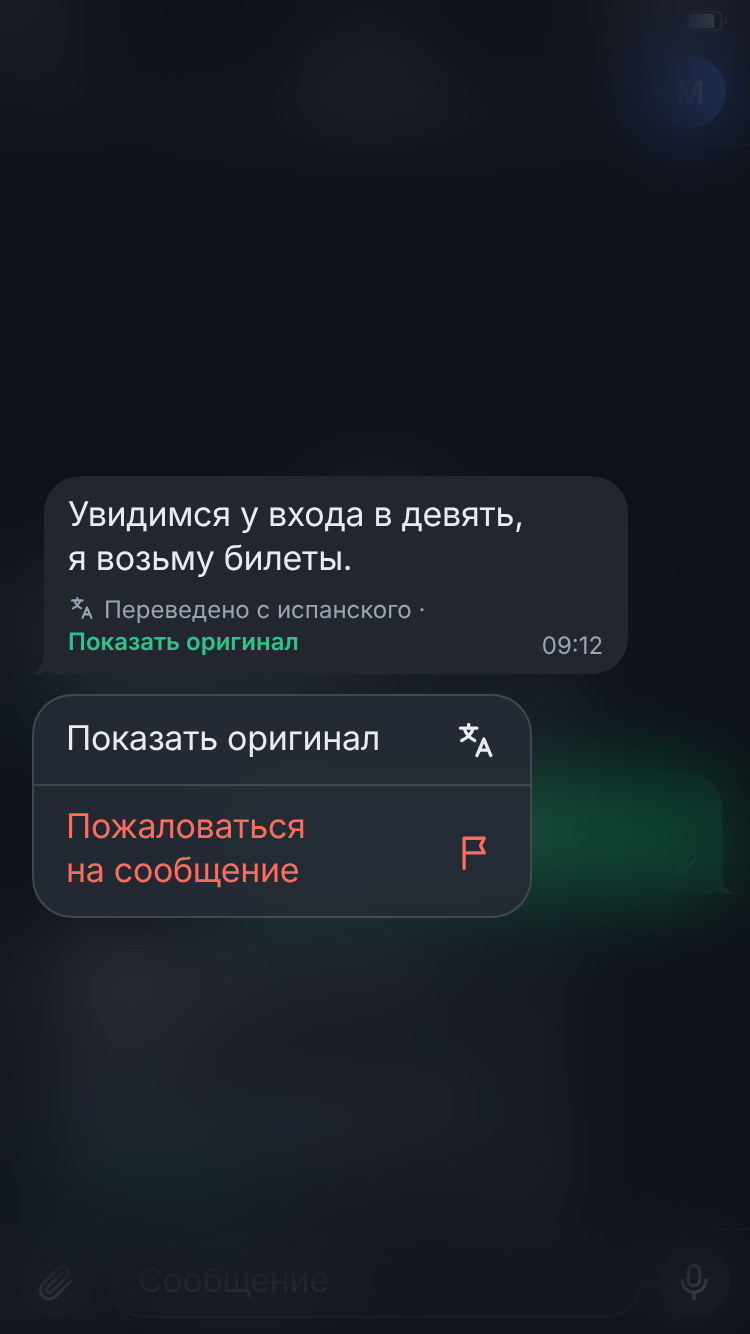 M
Увидимся у входа в девять,
я возьму билеты.
Переведено с испанского ·
Показать оригинал
09:12
Показать оригинал
Пожаловаться
на сообщение
Сообщение